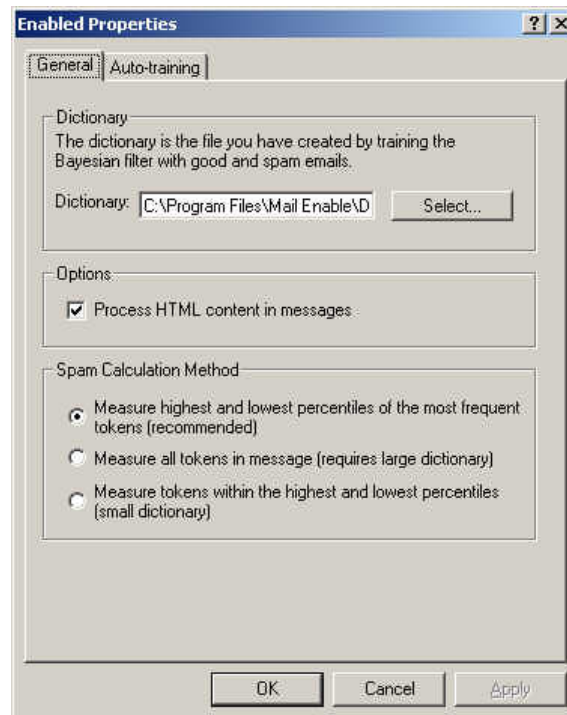 Enabled Properties
General
Auto-training
Dictionary
The dictionary is the file you have created by training the
Bayesian filter with good and spam emails.
Dictionary: C:\Program Files\Mail Enable\D Select...
Options
Process HTML content in messages
Spam Calculation Method
Measure highest and lowest percentiles of the most frequent
tokens (recommended)
Measure all tokens in message (requires large dictionary)
Measure tokens within the highest and lowest percentiles
(small dictionary)
OK Cancel Apply